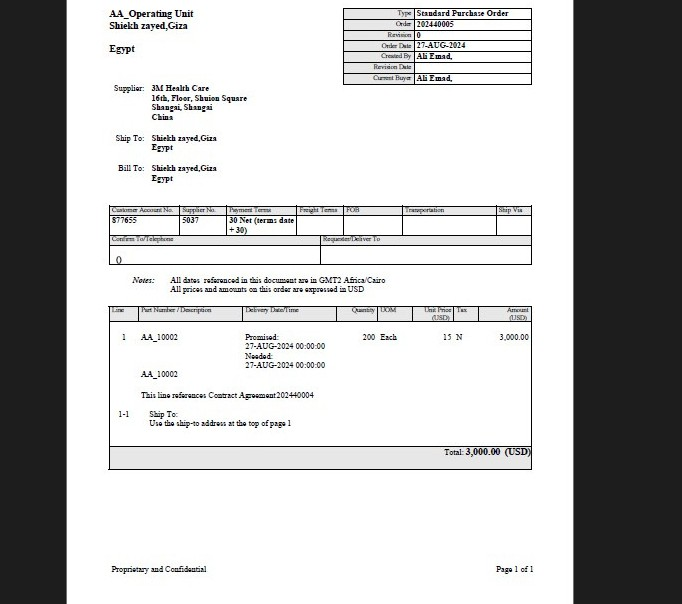 AA_Operating Unit
Shiekh zayed,Giza
Egypt
Type Standard Purchase Order
Order 202440005
Revision 0
Order Date 27-AUG-2024
Created By Ali Emad,
Revision Date
Current Buyer Ali Emad,
Supplier: 3M Health Care
16th, Floor, Shuion Square
Shangai, Shangai
China
Ship To: Shiekh zayed,Giza
Egypt
Bill To: Shiekh zayed,Giza
Egypt
Customer Account No. Supplier No. Payment Terms Freight Terms FOB Transportation Ship Via
877655 5037 30 Net (terms date
+ 30)
Confirm To/Telephone Requester/Deliver To
()
Notes: All dates referenced in this document are in GMT2 Africa/Cairo
All prices and amounts on this order are expressed in USD
Line Part Number / Description Delivery Date/Time Quantity UOM Unit Price Tax Amount
(USD) (USD)
1 AA_10002 Promised: 200 Each 15 N 3,000.00
27-AUG-2024 00:00:00
Needed:
27-AUG-2024 00:00:00
AA_10002
This line references Contract Agreement202440004
1-1 Ship To:
Use the ship-to address at the top of page 1
Total: 3,000.00 (USD)
Proprietary and Confidential Page 1 of 1